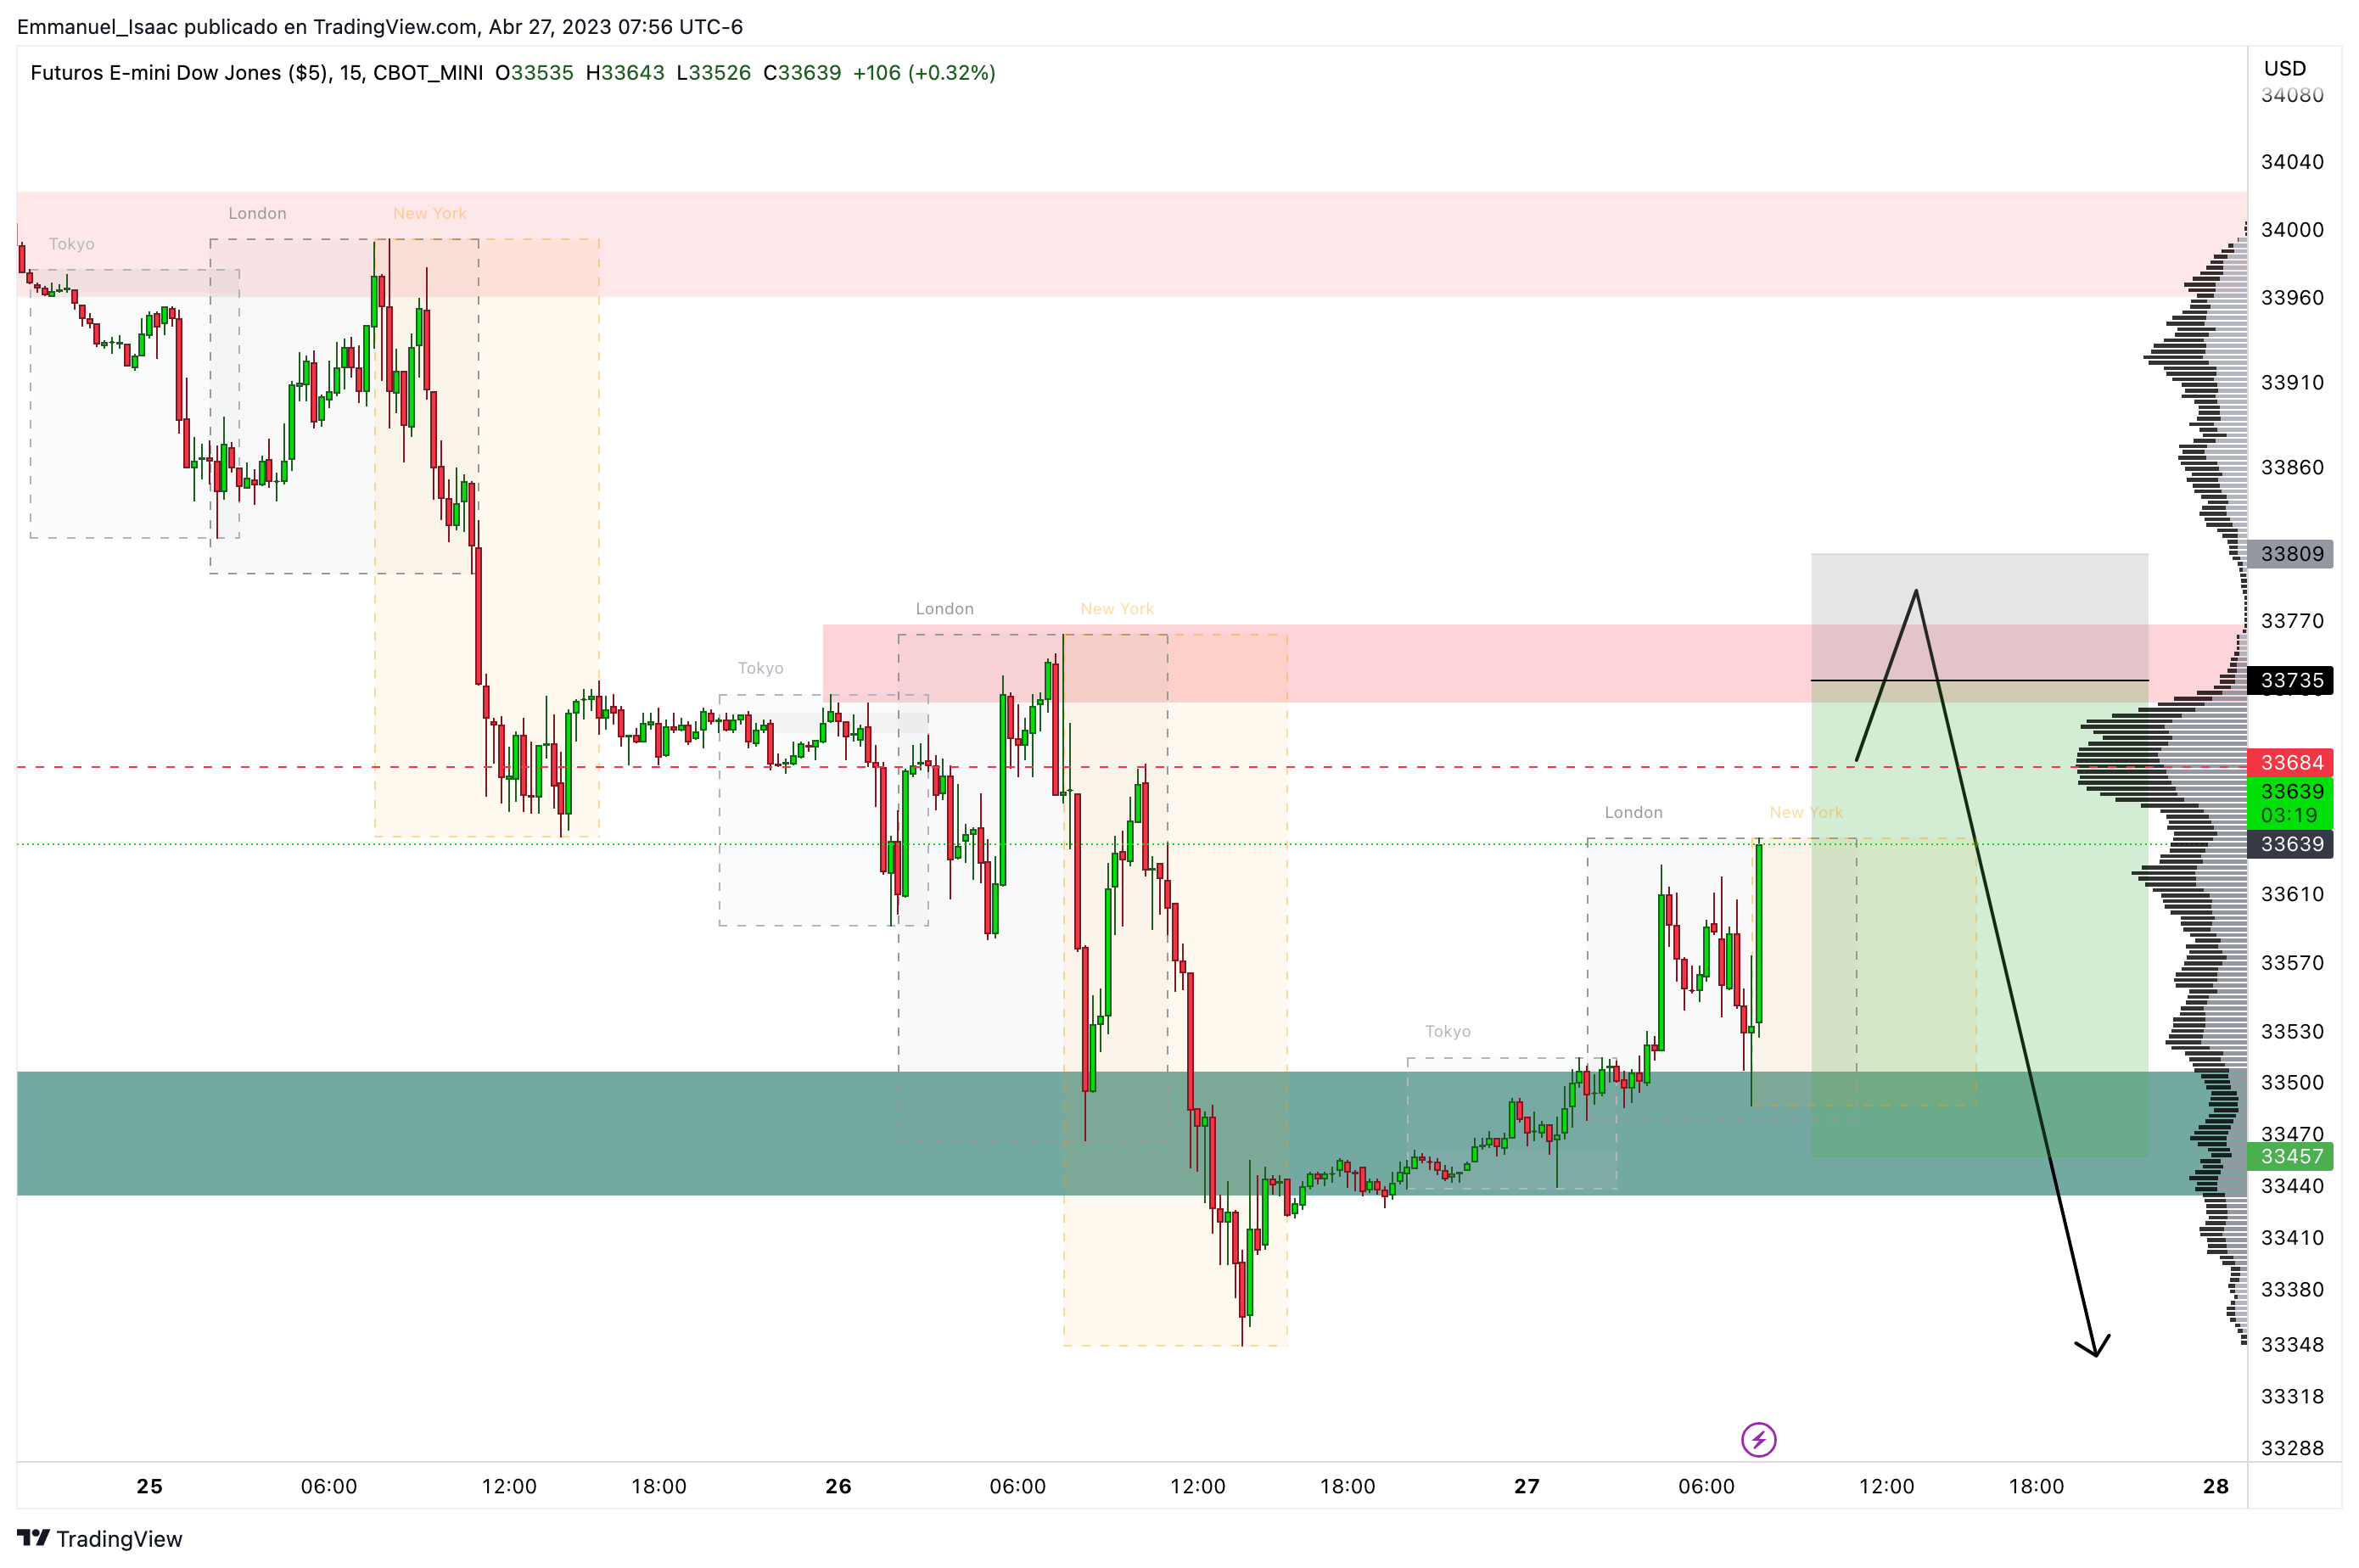 Emmanuel_Isaac publicado en TradingView.com, Abr 27, 2023 07:56 UTC-6
Futuros E-mini Dow Jones ($5), 15, CBOT_MINI O33535 H33643 L33526 C33639 +106 (+0.32%)
USD
34080
34040
34000
33960
33910
33860
33809
33770
33735
33684
33639
03:19
33639
33610
33570
33530
33500
33470
33457
33440
33410
33380
33348
33318
33288
Tokyo
London
New York
Tokyo
London
New York
Tokyo
London
New York
25 06:00 12:00 18:00 26 06:00 12:00 18:00 27 06:00 12:00 18:00 28
TradingView